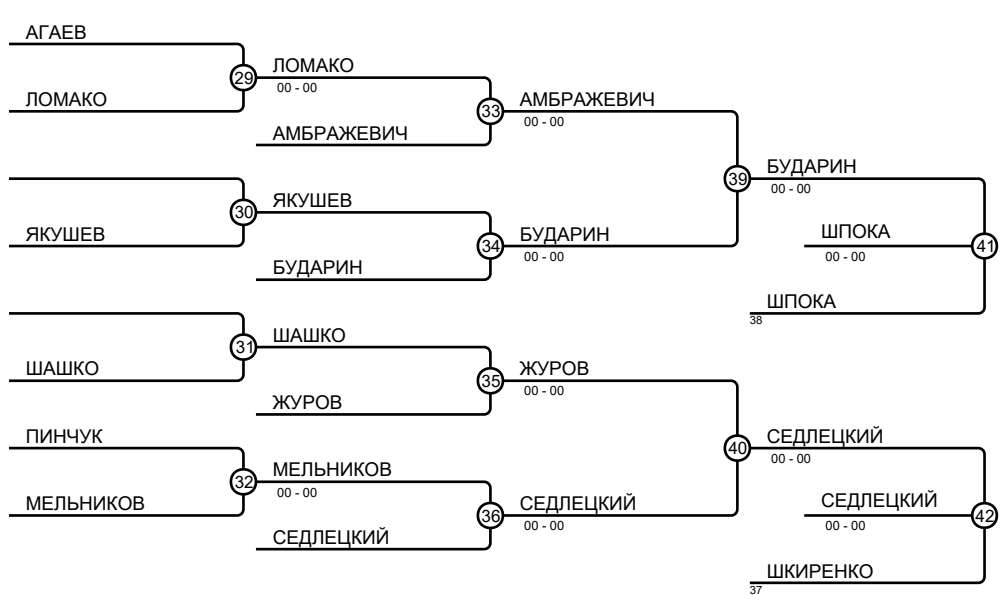 АГАЕВ
29
ЛОМАКО
00 - 00
ЛОМАКО
33
АМБРАЖЕВИЧ
00 - 00
АМБРАЖЕВИЧ
39
БУДАРИН
00 - 00
30
ЯКУШЕВ
ЯКУШЕВ
34
БУДАРИН
00 - 00
БУДАРИН
ШПОКА
00 - 00
41
ШПОКА
38
31
ШАШКО
ШАШКО
35
ЖУРОВ
00 - 00
ЖУРОВ
40
СЕДЛЕЦКИЙ
00 - 00
ПИНЧУК
32
МЕЛЬНИКОВ
00 - 00
МЕЛЬНИКОВ
36
СЕДЛЕЦКИЙ
00 - 00
СЕДЛЕЦКИЙ
СЕДЛЕЦКИЙ
00 - 00
42
ШКИРЕНКО
37